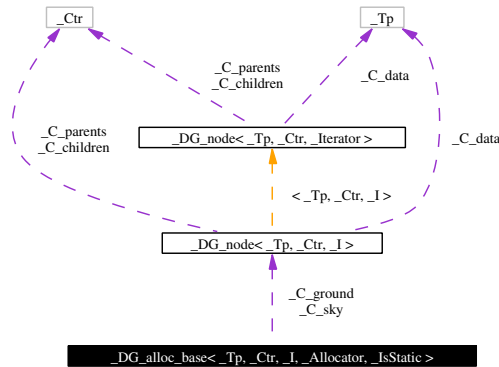 _Ctr
_Tp
_C_parents
_C_children
_C_data
_C_parents
_C_children
_DG_node< _Tp, _Ctr, _Iterator >
_C_data
< _Tp, _Ctr, _I >
_DG_node< _Tp, _Ctr, _I >
_C_ground
_C_sky
_DG_alloc_base< _Tp, _Ctr, _I, _Allocator, _IsStatic >